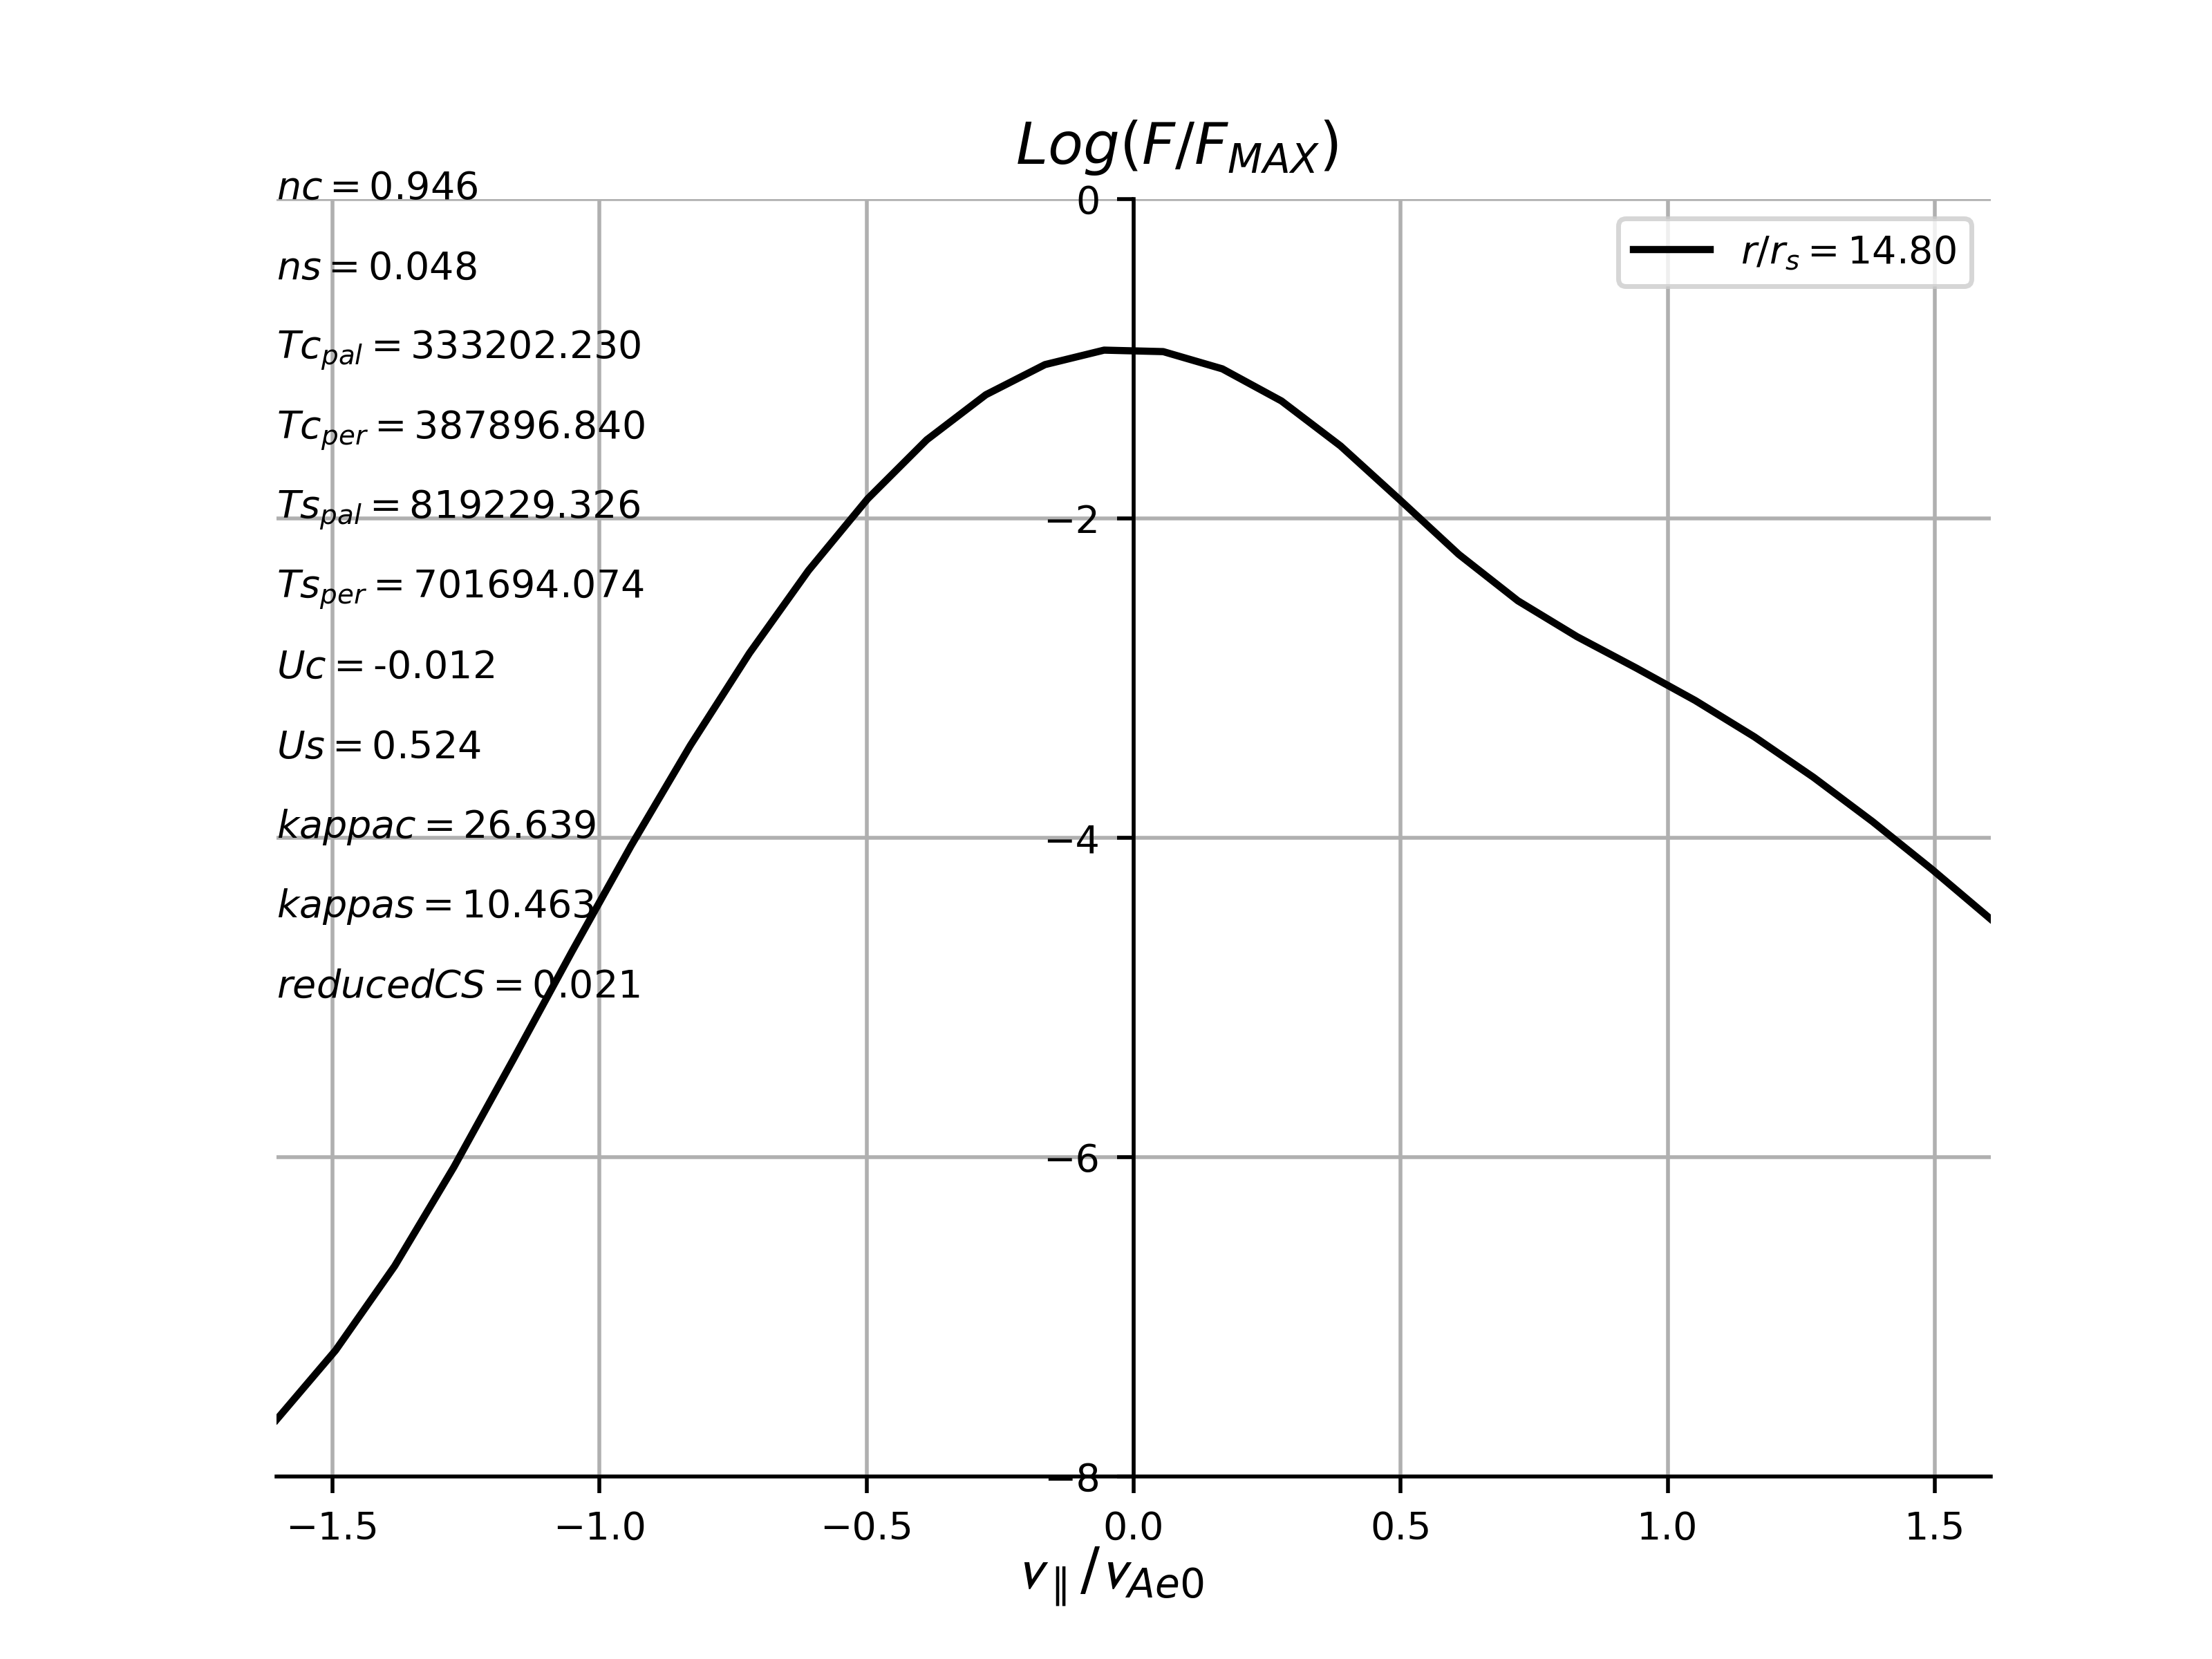 Log(F/F_MAX)
nc = 0.946
ns = 0.048
Tc_pal = 333202.230
Tc_per = 387896.840
Ts_pal = 819229.326
Ts_per = 701694.074
Uc = -0.012
Us = 0.524
kappac = 26.639
kappas = 10.463
reducedCS = 0.021
r/r_s = 14.80
0
−2
−4
−6
−8
−1.5 −1.0 −0.5 0.0 0.5 1.0 1.5
v_∥/v_Ae0